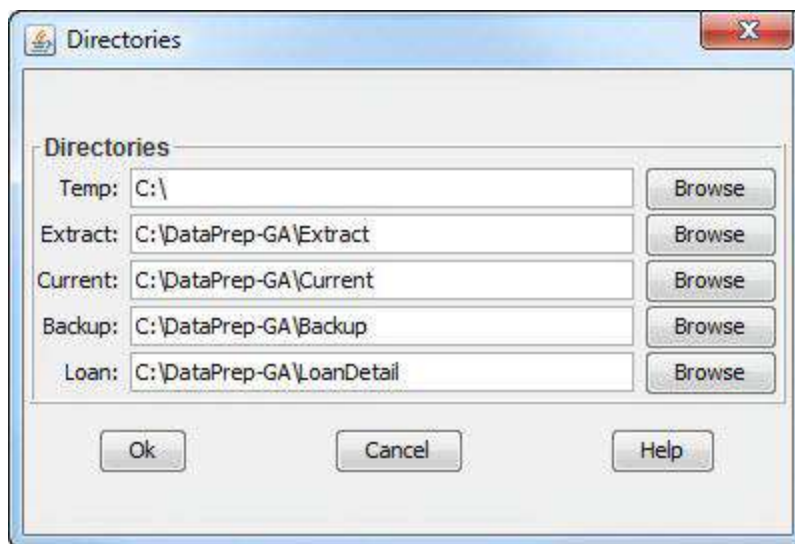 Directories
Directories
Temp: C:\ Browse
Extract: C:\DataPrep-GA\Extract Browse
Current: C:\DataPrep-GA\Current Browse
Backup: C:\DataPrep-GA\Backup Browse
Loan: C:\DataPrep-GA\LoanDetail Browse
Ok Cancel Help